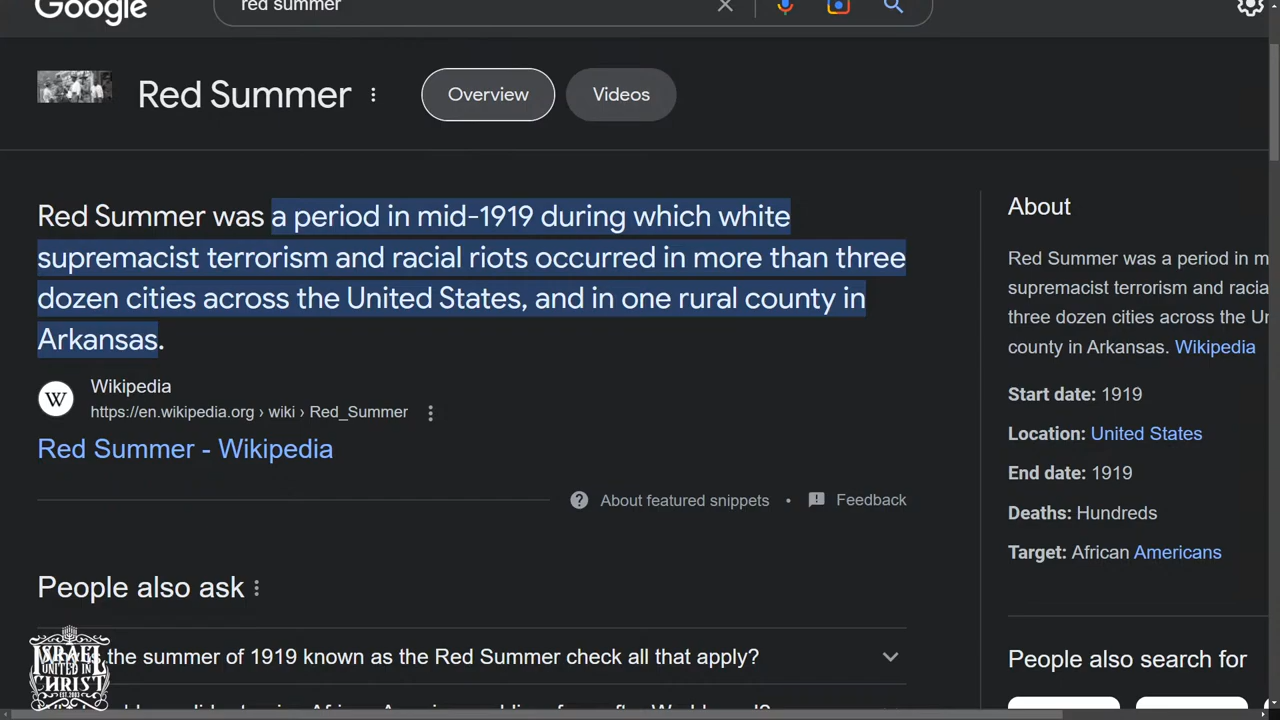 Google
red summer
Red Summer
Overview
Videos
Red Summer was a period in mid-1919 during which white
supremacist terrorism and racial riots occurred in more than three
dozen cities across the United States, and in one rural county in
Arkansas.
Wikipedia
https://en.wikipedia.org › wiki › Red_Summer
Red Summer - Wikipedia
About featured snippets • Feedback
People also ask
the summer of 1919 known as the Red Summer check all that apply?
About
Red Summer was a period in m
supremacist terrorism and racia
three dozen cities across the Un
county in Arkansas. Wikipedia
Start date: 1919
Location: United States
End date: 1919
Deaths: Hundreds
Target: African Americans
People also search for
ISRAEL
UNITED IN
CHRIST
EST. 2003